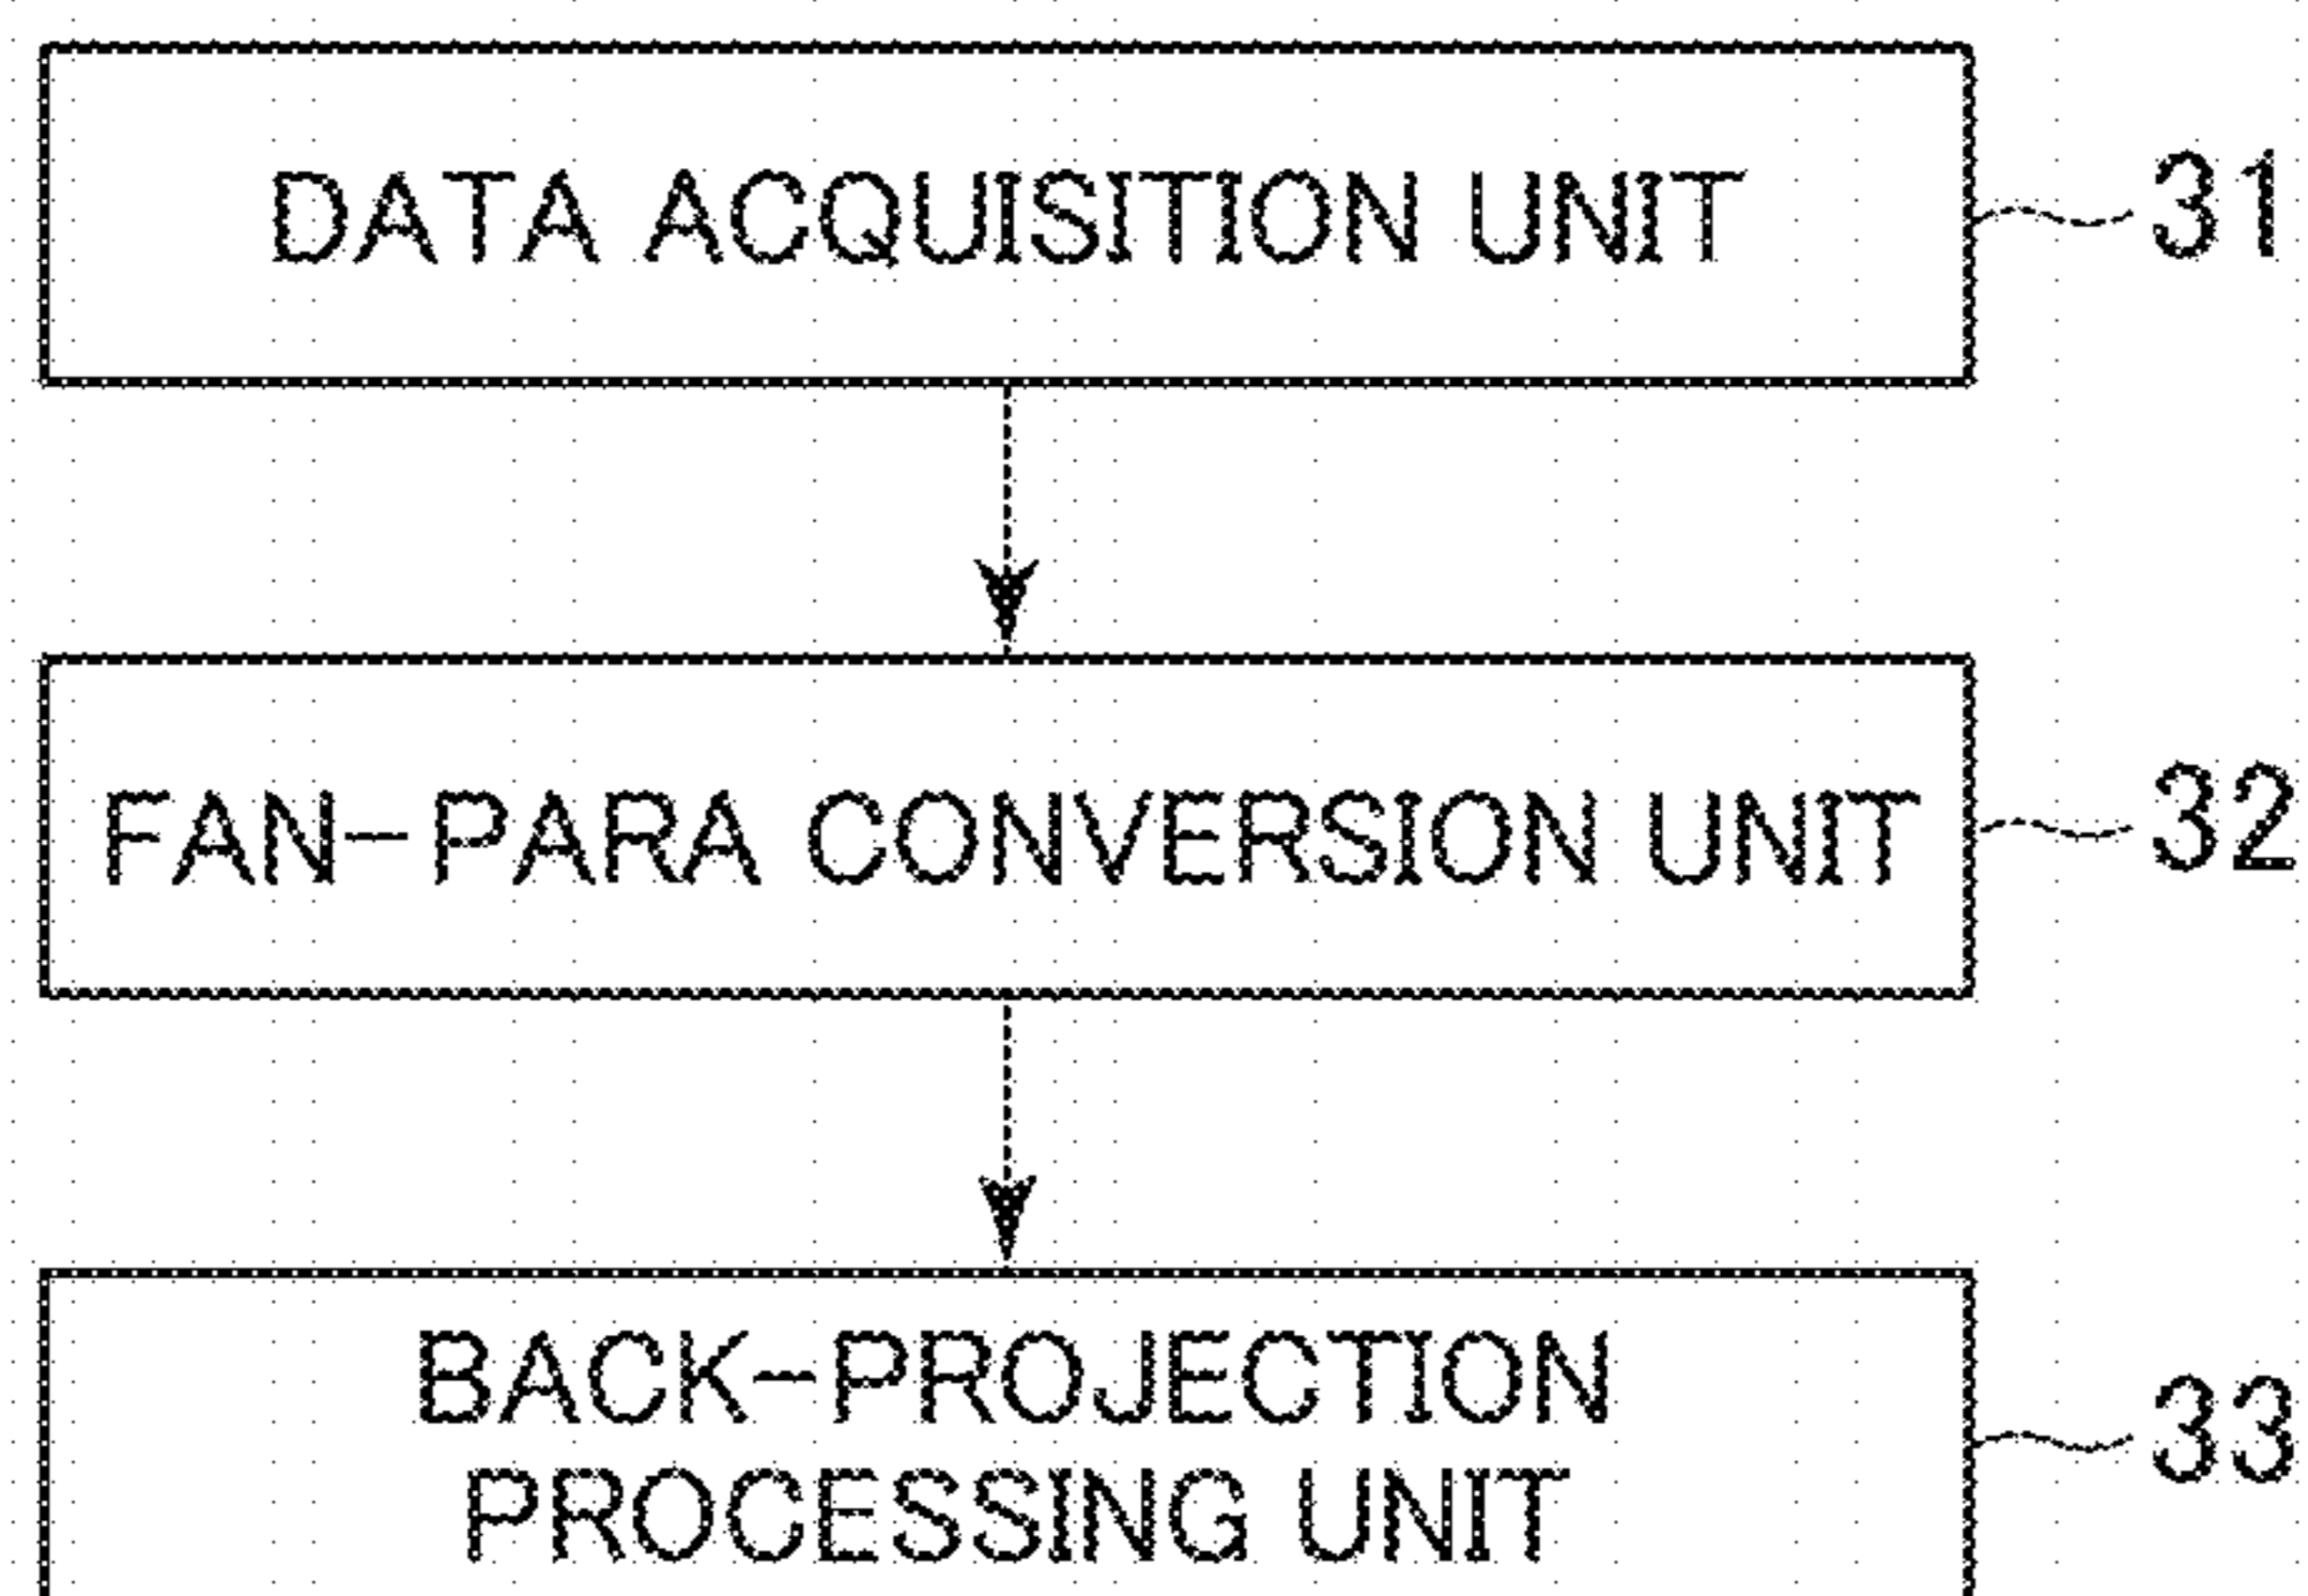 DATA ACQUISITION UNIT 31
FAN-PARA CONVERSION UNIT 32
BACK-PROJECTION
PROCESSING UNIT 33